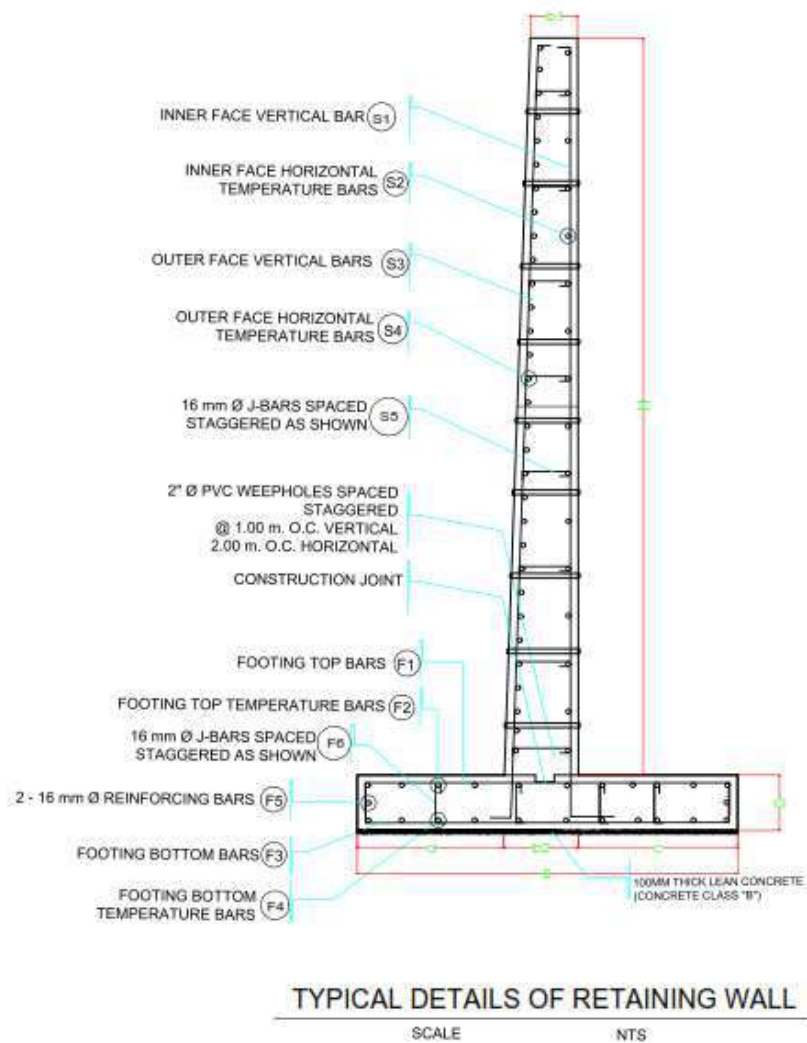 INNER FACE VERTICAL BAR S1
INNER FACE HORIZONTAL
TEMPERATURE BARS S2
OUTER FACE VERTICAL BARS S3
OUTER FACE HORIZONTAL
TEMPERATURE BARS S4
16 mm Ø J-BARS SPACED
STAGGERED AS SHOWN S5
2" Ø PVC WEEPHOLES SPACED
STAGGERED
@ 1.00 m. O.C. VERTICAL
2.00 m. O.C. HORIZONTAL
CONSTRUCTION JOINT
FOOTING TOP BARS F1
FOOTING TOP TEMPERATURE BARS F2
16 mm Ø J-BARS SPACED
STAGGERED AS SHOWN F6
2 - 16 mm Ø REINFORCING BARS F5
FOOTING BOTTOM BARS F3
FOOTING BOTTOM
TEMPERATURE BARS F4
100MM THICK LEAN CONCRETE
(CONCRETE CLASS "B")
TYPICAL DETAILS OF RETAINING WALL
SCALE NTS